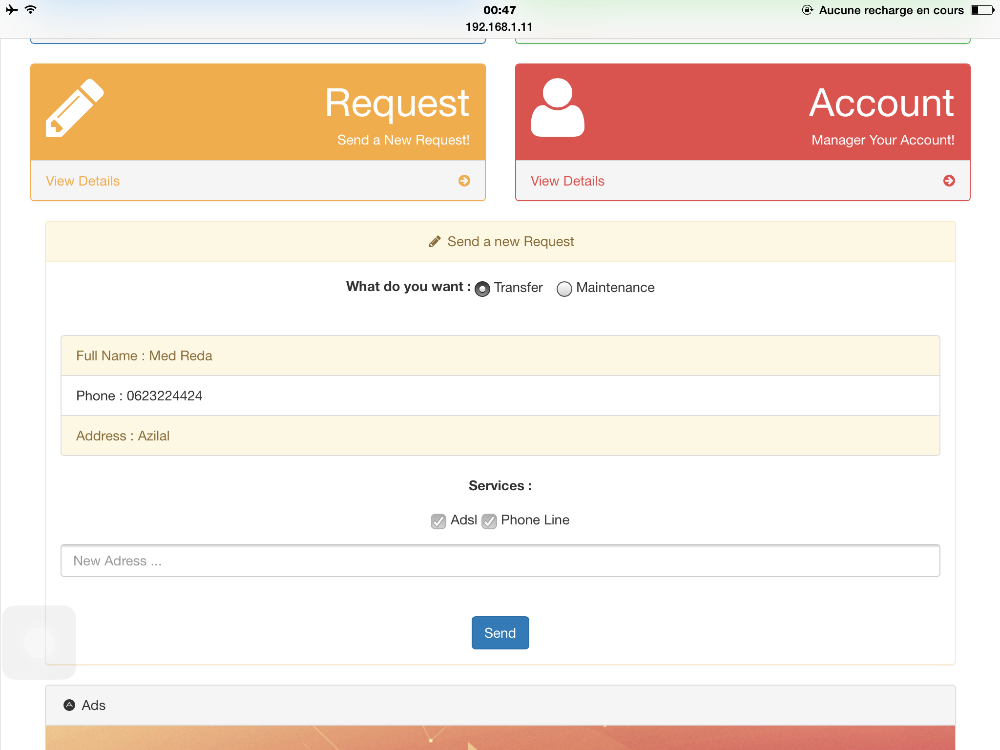 00:47
Aucune recharge en cours
192.168.1.11
Request
Send a New Request!
View Details
Account
Manager Your Account!
View Details
Send a new Request
What do you want : Transfer Maintenance
Full Name : Med Reda
Phone : 0623224424
Address : Azilal
Services :
Adsl Phone Line
New Adress ...
Send
Ads